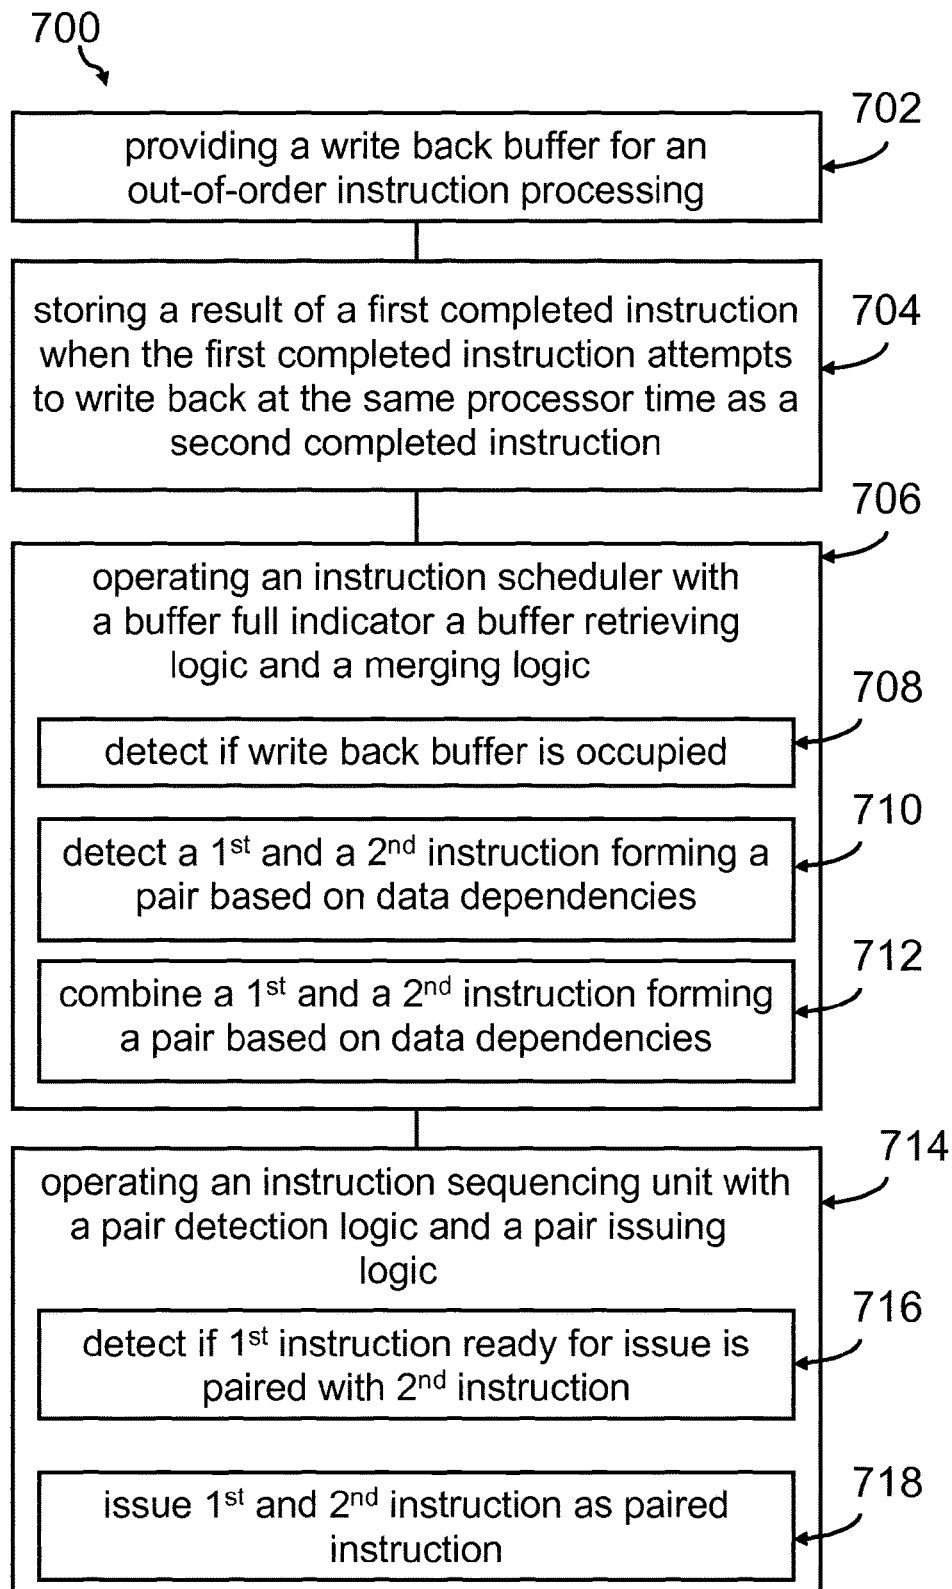 700
702
providing a write back buffer for an
out-of-order instruction processing
704
storing a result of a first completed instruction
when the first completed instruction attempts
to write back at the same processor time as a
second completed instruction
706
operating an instruction scheduler with
a buffer full indicator a buffer retrieving
logic and a merging logic
708
detect if write back buffer is occupied
710
detect a 1st and a 2nd instruction forming a
pair based on data dependencies
712
combine a 1st and a 2nd instruction forming
a pair based on data dependencies
714
operating an instruction sequencing unit with
a pair detection logic and a pair issuing
logic
716
detect if 1st instruction ready for issue is
paired with 2nd instruction
718
issue 1st and 2nd instruction as paired
instruction